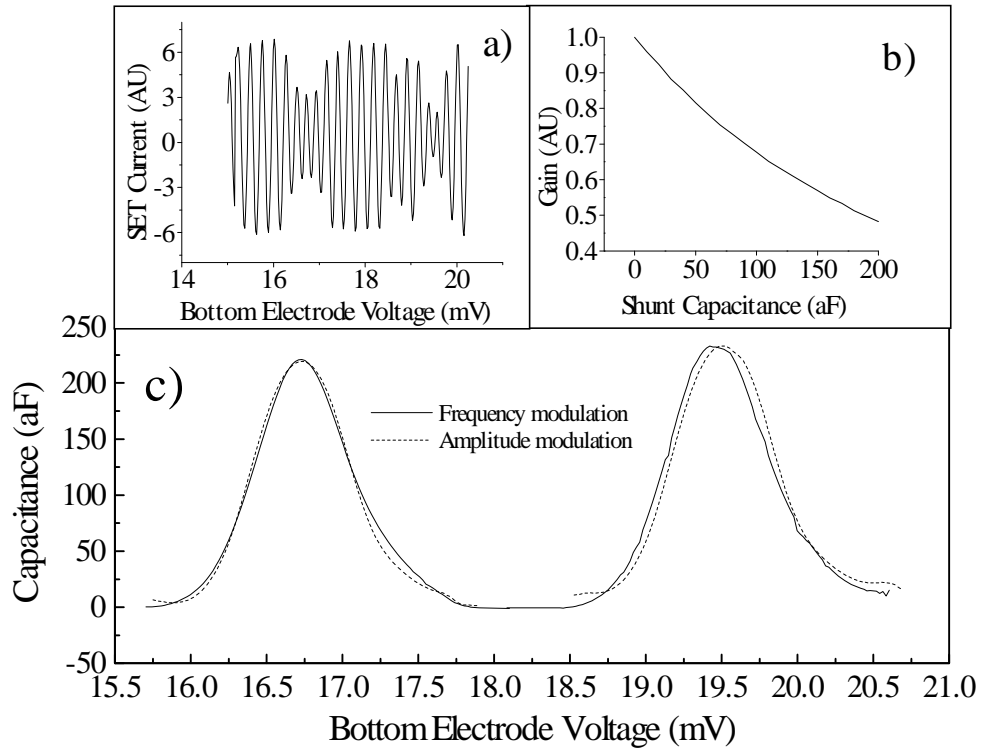 a)
SET Current (AU)
6
3
0
-3
-6
14 16 18 20
Bottom Electrode Voltage (mV)
b)
Gain (AU)
1.0
0.9
0.8
0.7
0.6
0.5
0.4
0 50 100 150 200
Shunt Capacitance (aF)
c)
Capacitance (aF)
250
200
150
100
50
0
-50
Frequency modulation
Amplitude modulation
15.5 16.0 16.5 17.0 17.5 18.0 18.5 19.0 19.5 20.0 20.5 21.0
Bottom Electrode Voltage (mV)